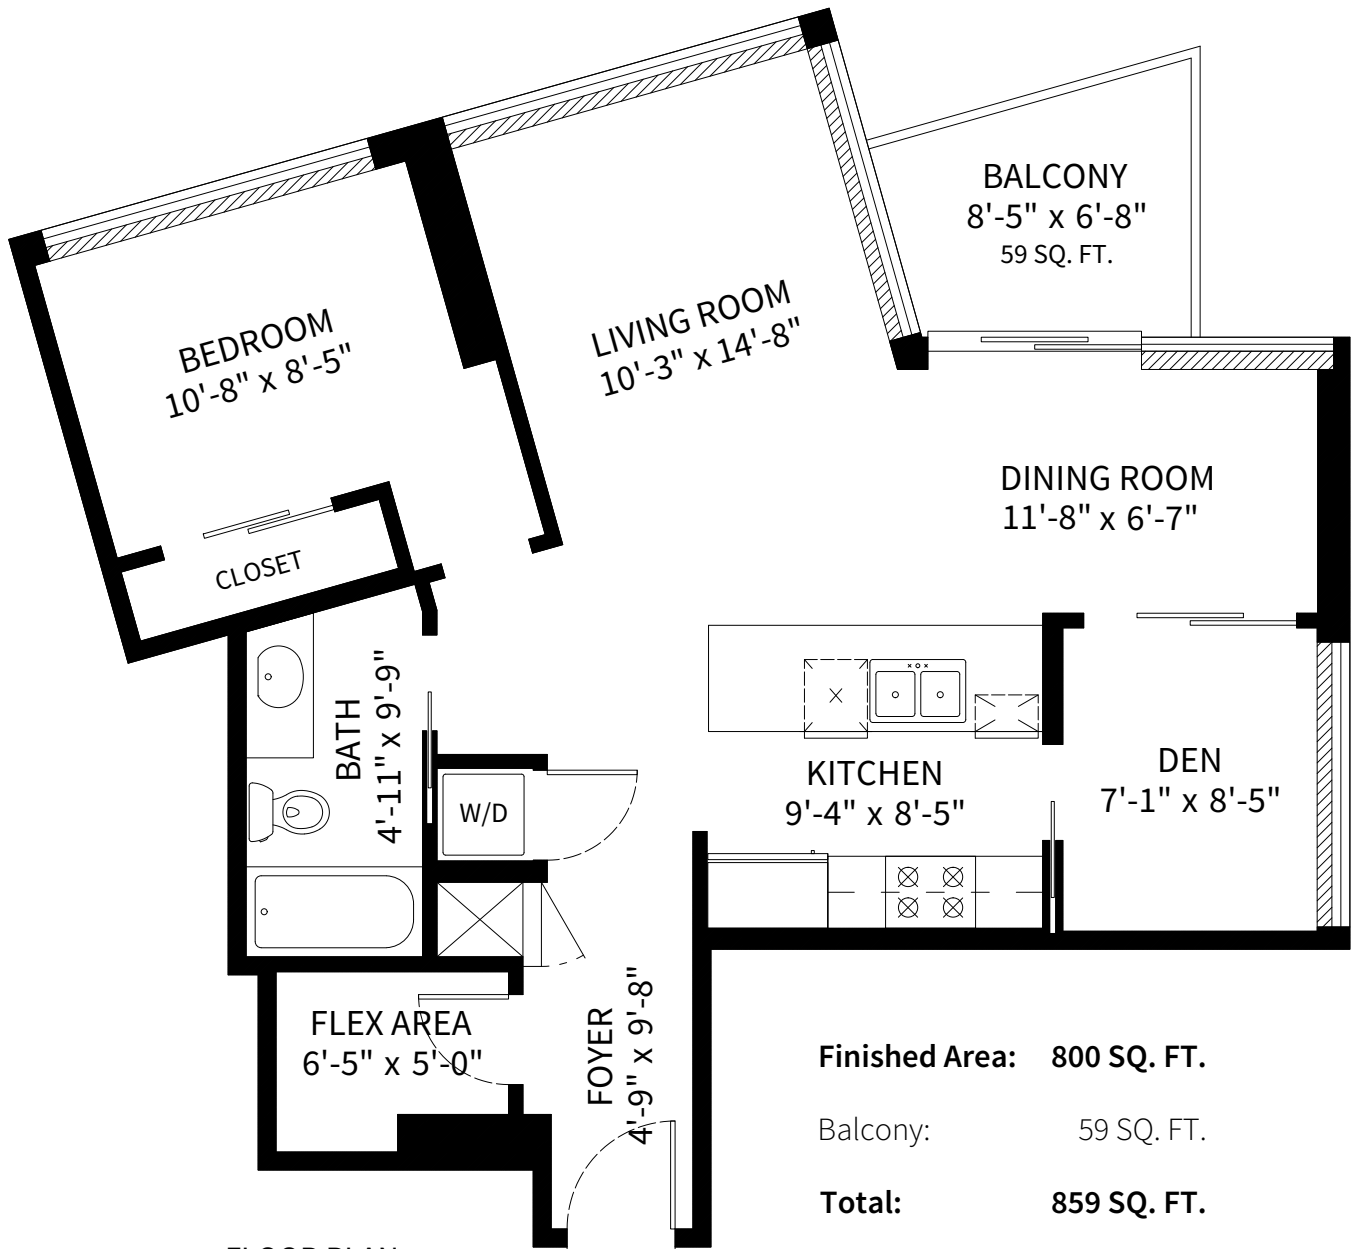 BALCONY
8'-5" x 6'-8"
59 SQ. FT.
BEDROOM
10'-8" x 8'-5"
LIVING ROOM
10'-3" x 14'-8"
DINING ROOM
11'-8" x 6'-7"
CLOSET
BATH
4'-11" x 9'-9"
W/D
KITCHEN
9'-4" x 8'-5"
DEN
7'-1" x 8'-5"
FLEX AREA
6'-5" x 5'-0"
FOYER
4'-9" x 9'-8"
Finished Area: 800 SQ. FT.
Balcony: 59 SQ. FT.
Total: 859 SQ. FT.
FLOOR PLAN